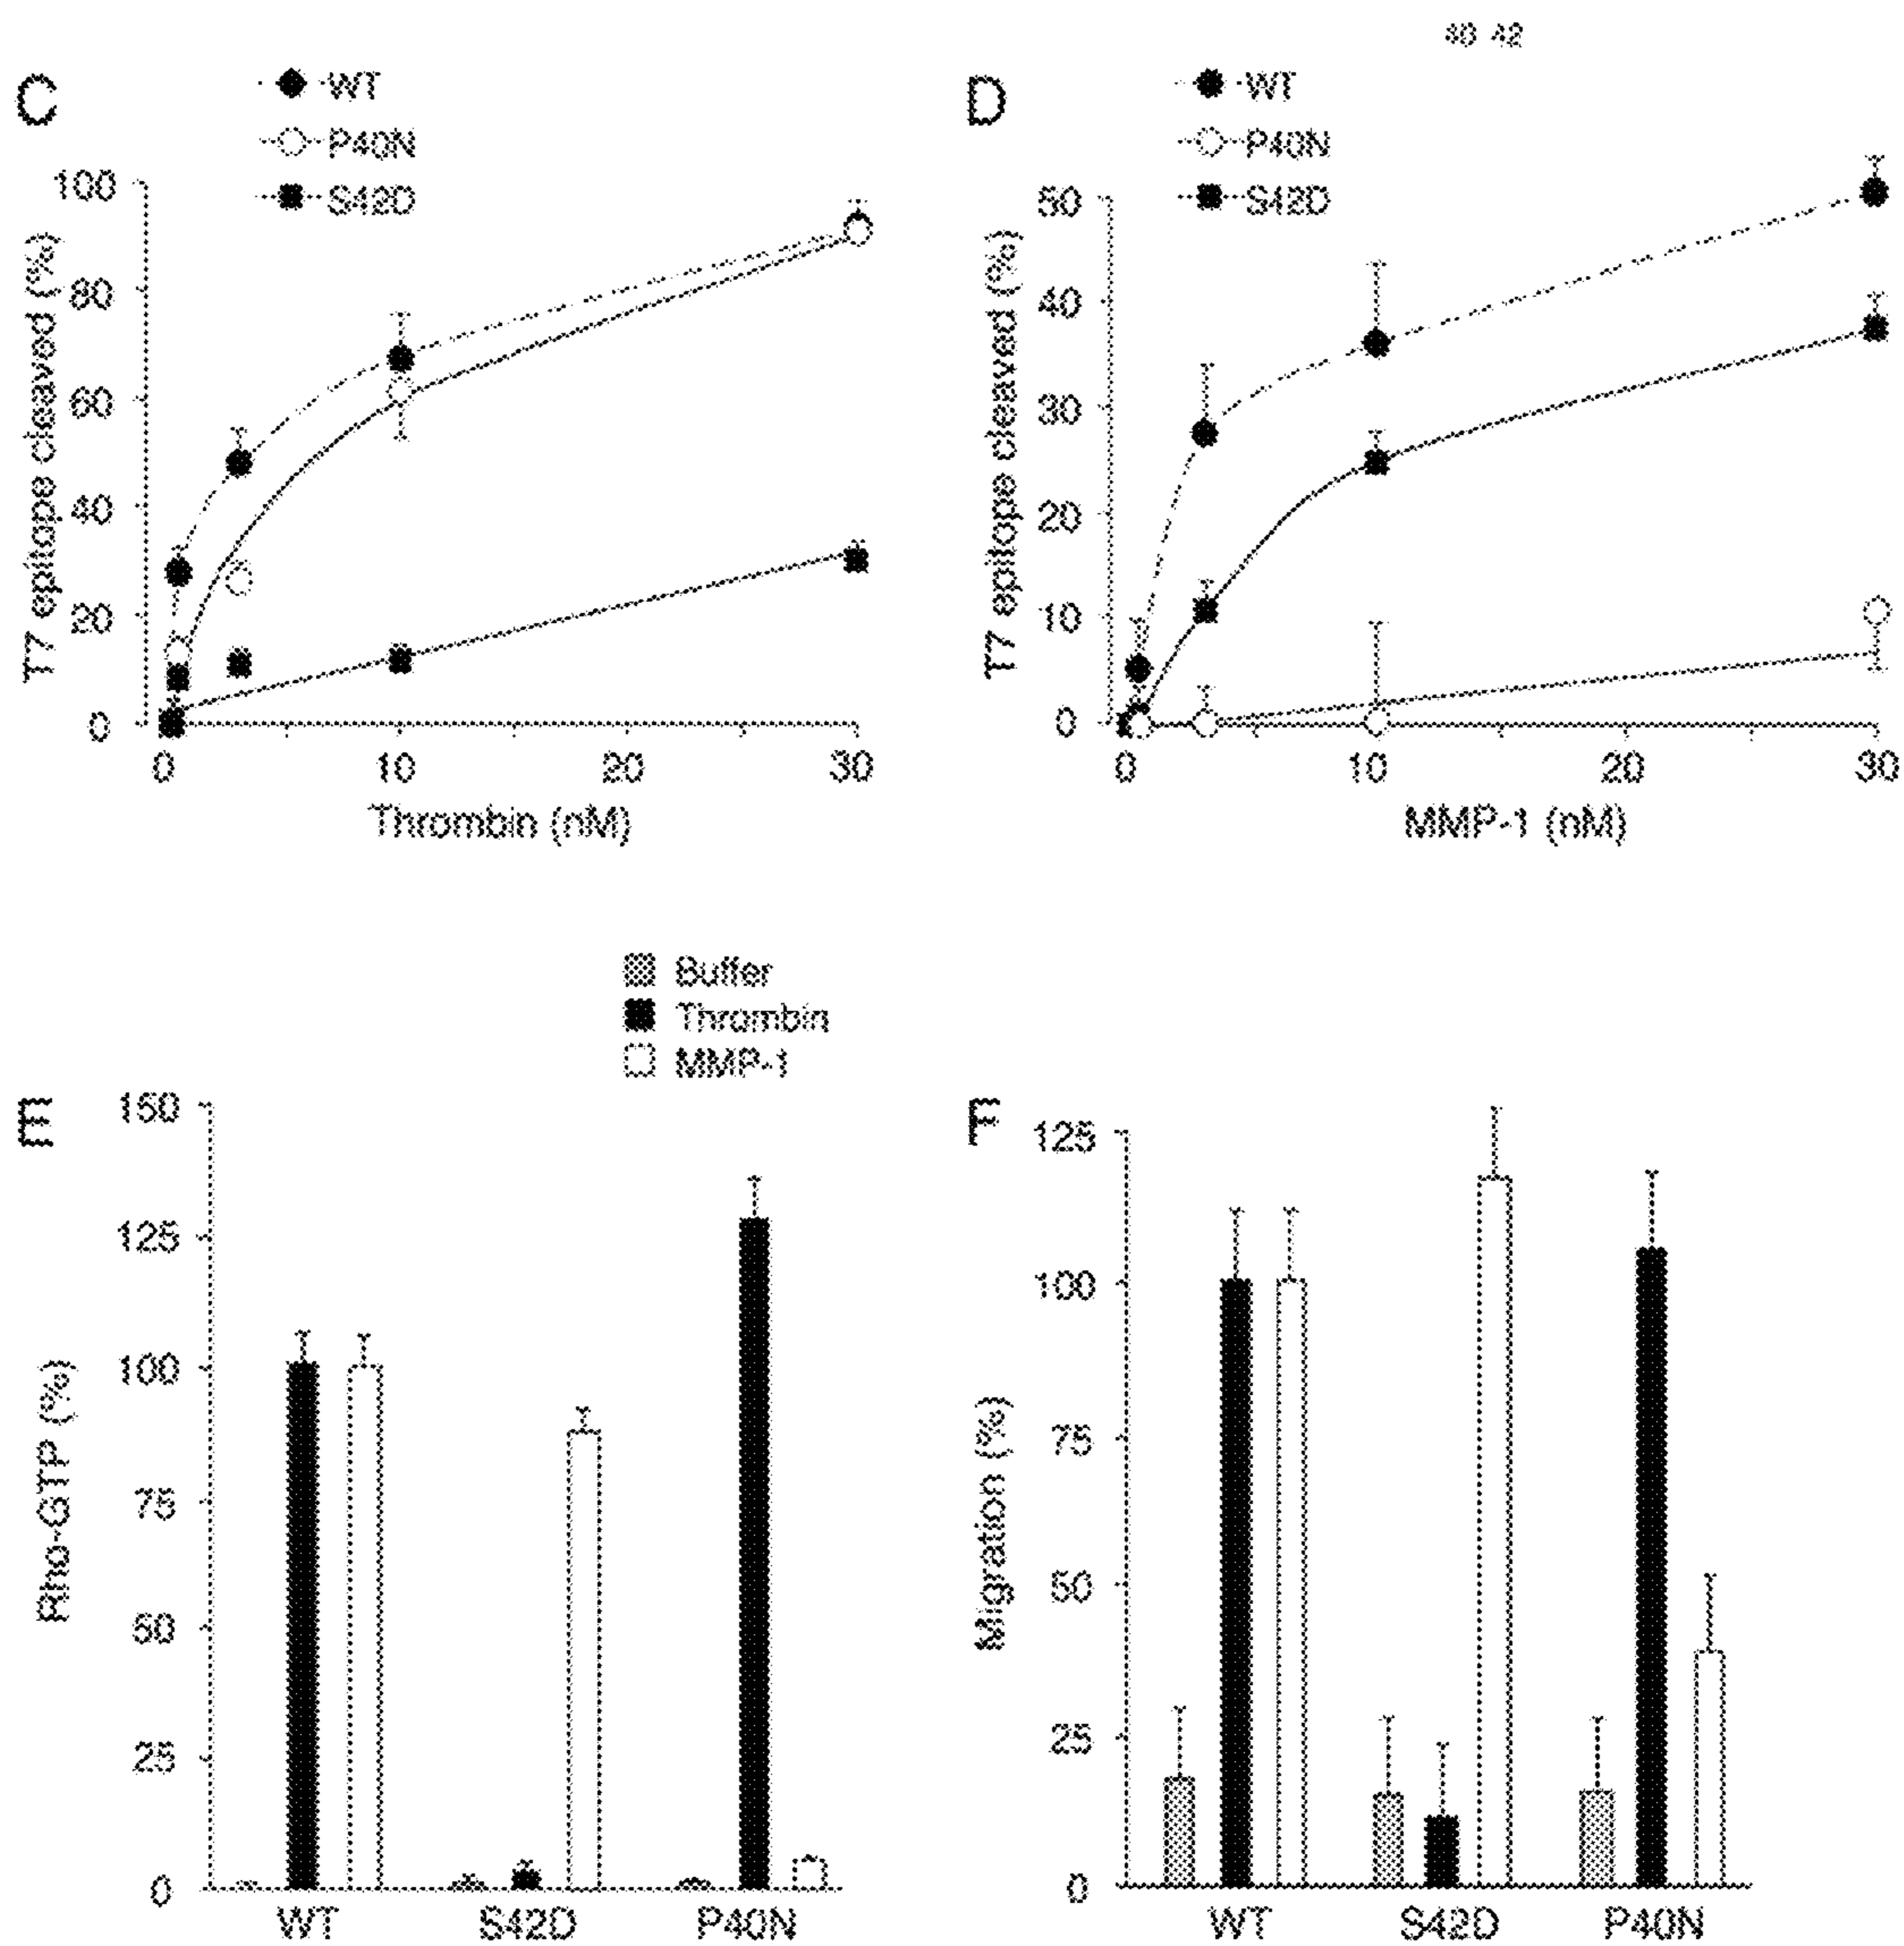 40 42
C
WT
P40N
S42D
T7 epitope cleaved (%)
100
80
60
40
20
0
0 10 20 30
Thrombin (nM)
D
WT
P40N
S42D
T7 epitope cleaved (%)
50
40
30
20
10
0
0 10 20 30
MMP-1 (nM)
Buffer
Thrombin
MMP-1
E
Rho-GTP (%)
150
125
100
75
50
25
0
WT S42D P40N
F
Migration (%)
125
100
75
50
25
0
WT S42D P40N